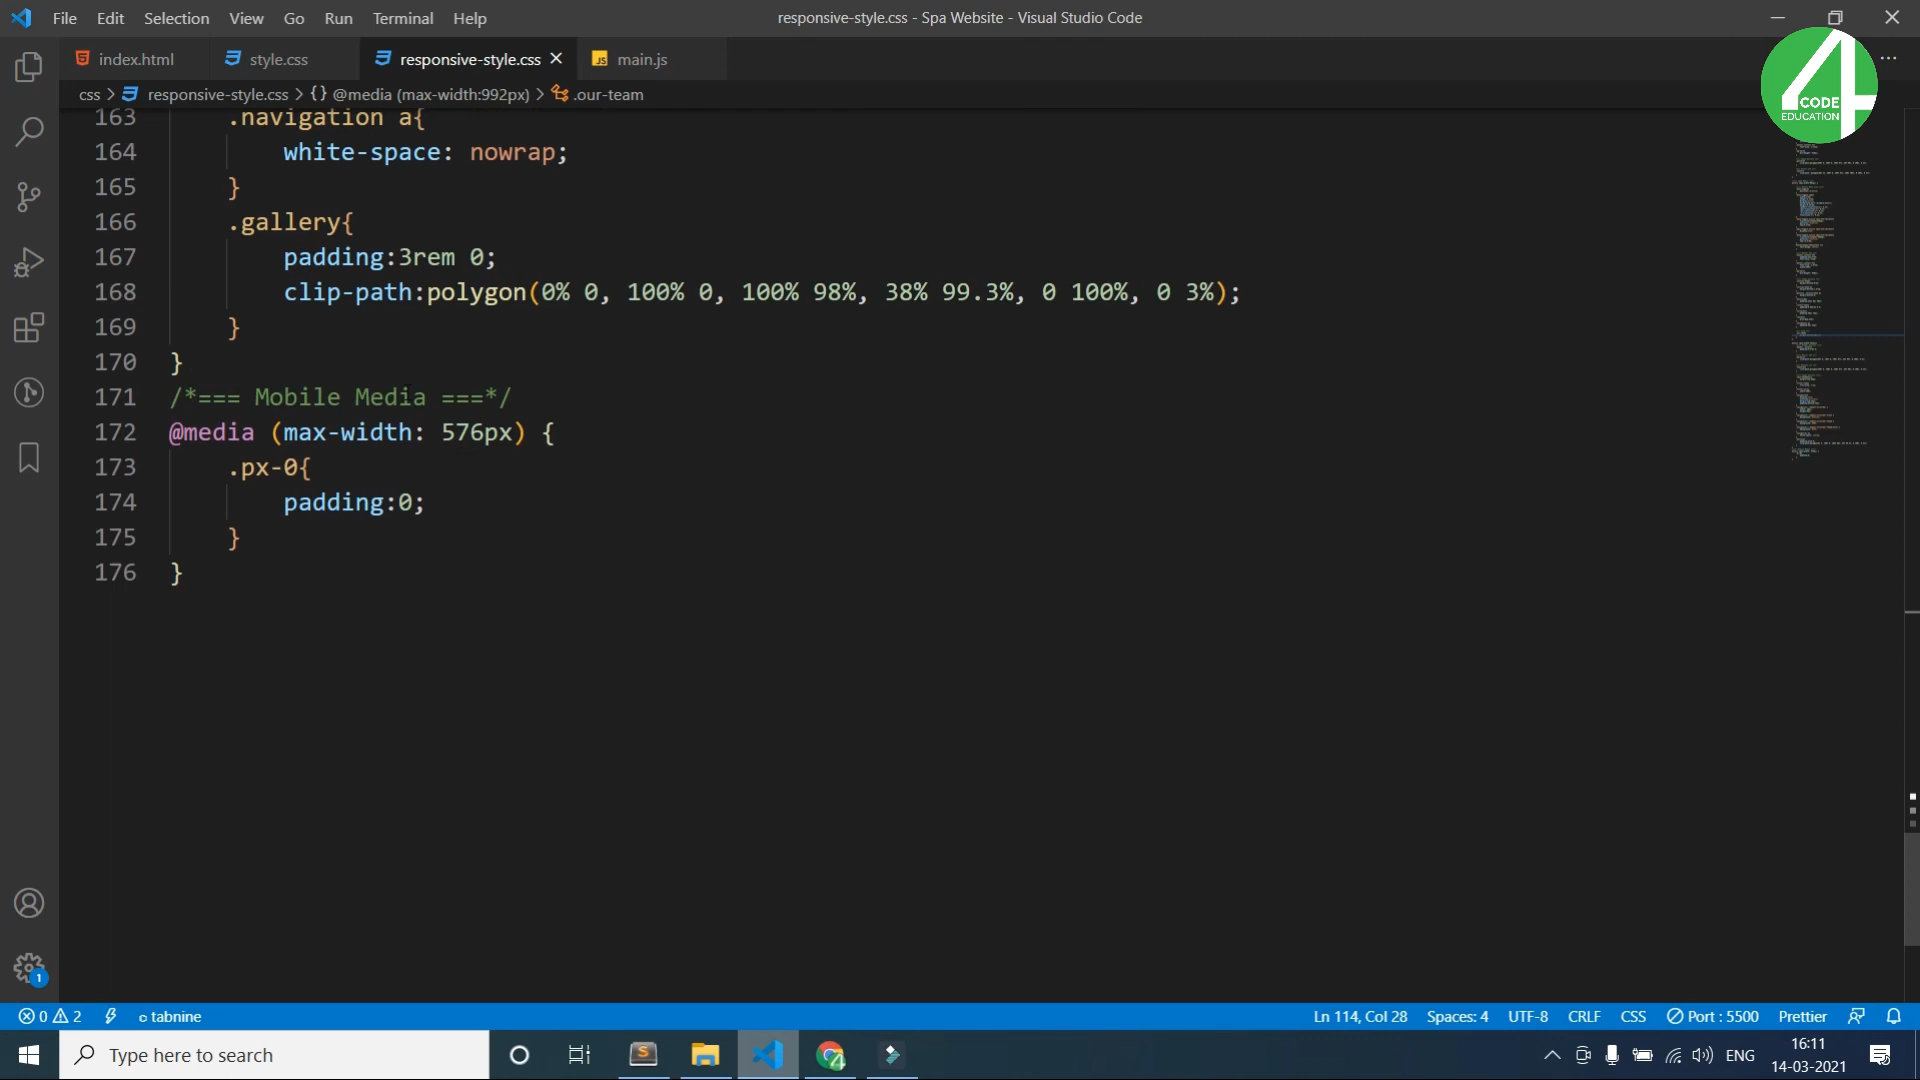 File Edit Selection View Go Run Terminal Help
responsive-style.css - Spa Website - Visual Studio Code
index.html
style.css
responsive-style.css
JS main.js
4 CODE
EDUCATION
css > responsive-style.css > {} @media (max-width:992px) > .our-team
163 .navigation a{
164 white-space: nowrap;
165 }
166 .gallery{
167 padding:3rem 0;
168 clip-path:polygon(0% 0, 100% 0, 100% 98%, 38% 99.3%, 0 100%, 0 3%);
169 }
170 }
171 /*=== Mobile Media ===*/
172 @media (max-width: 576px) {
173 .px-0{
174 padding:0;
175 }
176 }
1
0 2 tabnine
Ln 114, Col 28 Spaces: 4 UTF-8 CRLF CSS Port : 5500 Prettier
Type here to search
ENG
16:11
14-03-2021